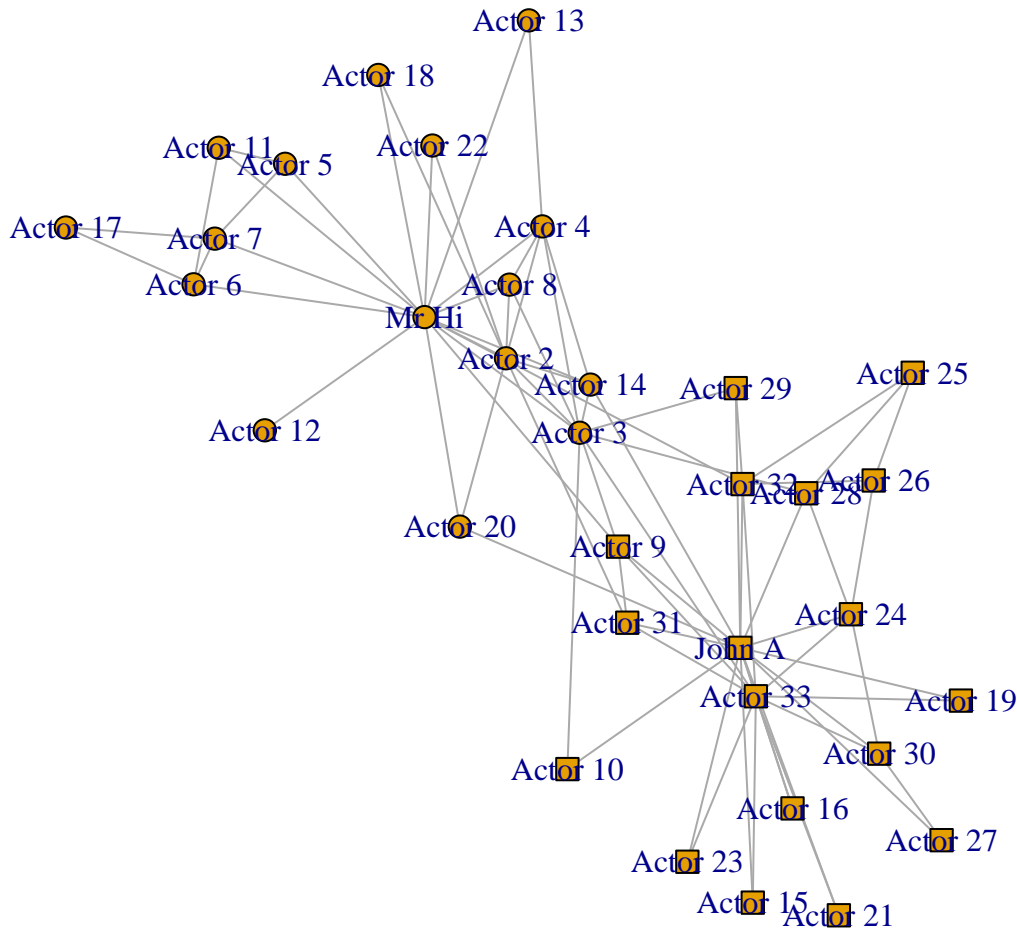 Actor 13
Actor 18
Actor 22
Actor 11
Actor 5
Actor 17
Actor 7
Actor 4
Actor 6
Actor 8
Mr Hi
Actor 2
Actor 14
Actor 29
Actor 25
Actor 12
Actor 3
Actor 32
Actor 28
Actor 26
Actor 20
Actor 9
Actor 31
Actor 24
John A
Actor 33
Actor 19
Actor 30
Actor 10
Actor 16
Actor 27
Actor 23
Actor 15
Actor 21